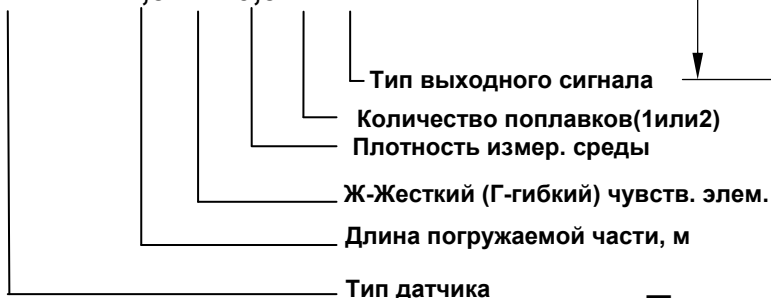 Тип выходного сигнала
Количество поплавков(1или2)
Плотность измер. среды
Ж-Жесткий (Г-гибкий) чувств. элем.
Длина погружаемой части, м
Тип датчика